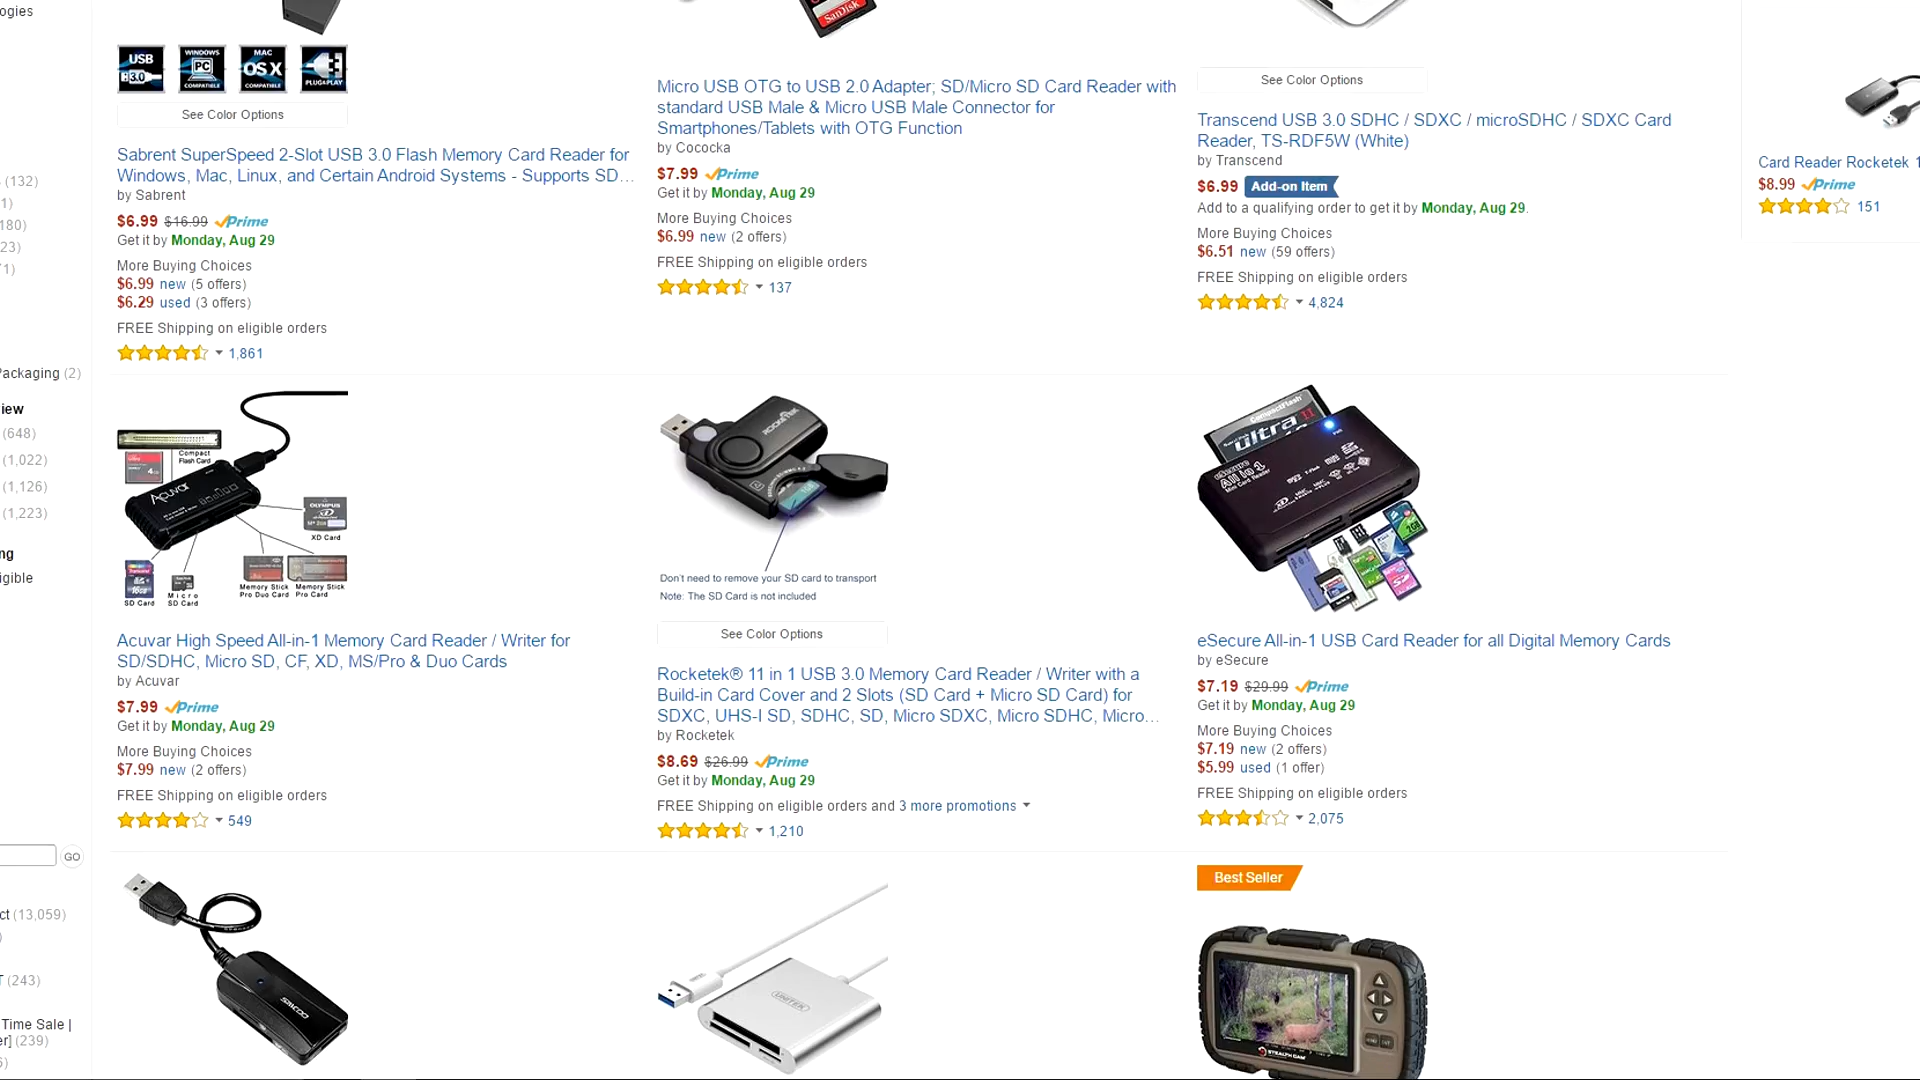 ogies
(132)
1)
180)
23)
71)
Packaging (2)
iew
(648)
(1,022)
(1,126)
(1,223)
ng
igible
GO
ct (13,059)
)
T (243)
Time Sale |
er] (239)
6)
USB
3.0
WINDOWS
PC
COMPATIBLE
MAC
OS X
COMPATIBLE
PLUG&PLAY
See Color Options
Sabrent SuperSpeed 2-Slot USB 3.0 Flash Memory Card Reader for
Windows, Mac, Linux, and Certain Android Systems - Supports SD…
by Sabrent
$6.99 $16.99 Prime
Get it by Monday, Aug 29
More Buying Choices
$6.99 new (5 offers)
$6.29 used (3 offers)
FREE Shipping on eligible orders
1,861
SanDisk
Micro USB OTG to USB 2.0 Adapter; SD/Micro SD Card Reader with
standard USB Male & Micro USB Male Connector for
Smartphones/Tablets with OTG Function
by Cococka
$7.99 Prime
Get it by Monday, Aug 29
More Buying Choices
$6.99 new (2 offers)
FREE Shipping on eligible orders
137
See Color Options
Transcend USB 3.0 SDHC / SDXC / microSDHC / SDXC Card
Reader, TS-RDF5W (White)
by Transcend
$6.99 Add-on Item
Add to a qualifying order to get it by Monday, Aug 29.
More Buying Choices
$6.51 new (59 offers)
FREE Shipping on eligible orders
4,824
Card Reader Rocketek 1
$8.99 Prime
151
Compact
Flash Card
Acuvar
OLYMPUS
XD Card
SD Card
Micro
SD Card
Memory Stick
Pro Duo Card
Memory Stick
Pro Card
Acuvar High Speed All-in-1 Memory Card Reader / Writer for
SD/SDHC, Micro SD, CF, XD, MS/Pro & Duo Cards
by Acuvar
$7.99 Prime
Get it by Monday, Aug 29
More Buying Choices
$7.99 new (2 offers)
FREE Shipping on eligible orders
549
ROCKETEK
Don't need to remove your SD card to transport
Note: The SD Card is not included
See Color Options
Rocketek® 11 in 1 USB 3.0 Memory Card Reader / Writer with a
Build-in Card Cover and 2 Slots (SD Card + Micro SD Card) for
SDXC, UHS-I SD, SDHC, SD, Micro SDXC, Micro SDHC, Micro…
by Rocketek
$8.69 $26.99 Prime
Get it by Monday, Aug 29
FREE Shipping on eligible orders and 3 more promotions
1,210
CompactFlash
ultra II
eSecure
All in 1
Mini Card Reader
eSecure All-in-1 USB Card Reader for all Digital Memory Cards
by eSecure
$7.19 $29.99 Prime
Get it by Monday, Aug 29
More Buying Choices
$7.19 new (2 offers)
$5.99 used (1 offer)
FREE Shipping on eligible orders
2,075
UNITEK
Best Seller
STEALTH CAM